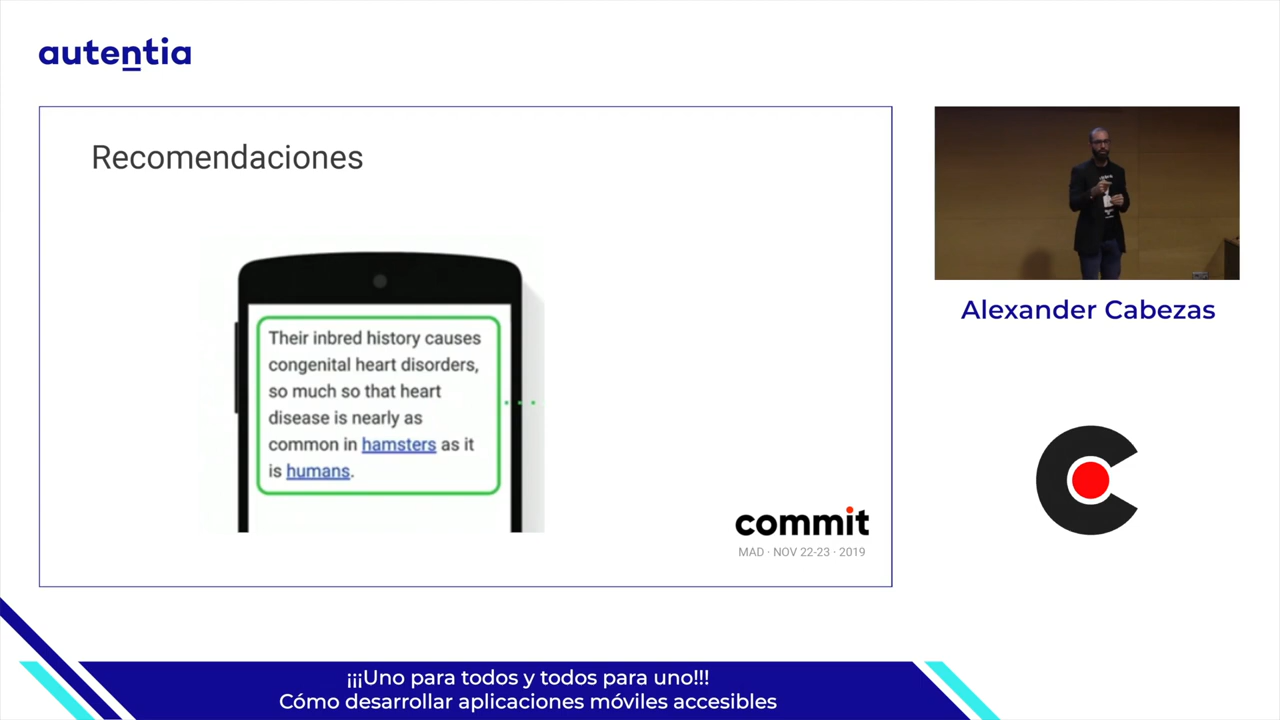 autentia
Recomendaciones
Their inbred history causes
congenital heart disorders,
so much so that heart
disease is nearly as
common in hamsters as it
is humans.
commit
MAD · NOV 22-23 · 2019
Alexander Cabezas
¡¡¡Uno para todos y todos para uno!!!
Cómo desarrollar aplicaciones móviles accesibles